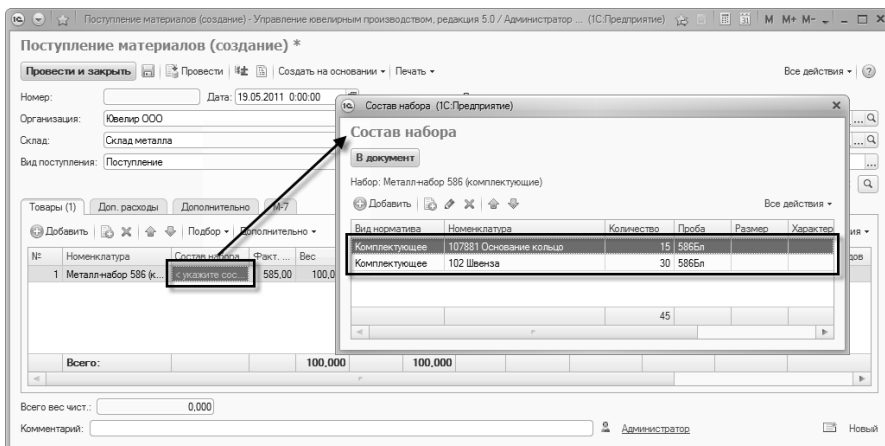 Поступление материалов (создание) - Управление ювелирным производством, редакция 5.0 / Администратор ... (1С:Предприятие) M M+ M-
Поступление материалов (создание) *
Провести и закрыть Провести Создать на основании Печать Все действия
Номер: Дата: 19.05.2011 0:00:00
Организация: Ювелир ООО
Склад: Склад металла
Вид поступления: Поступление
Товары (1) Доп. расходы Дополнительно М-7
Добавить Подбор Дополнительно
№ Номенклатура Состав набора Факт. ... Вес
1 Металл-набор 586 (к... < укажите сос... 585,00 100,0
Всего: 100,000 100,000
Всего вес чист.: 0,000
Комментарий: Администратор Новый
Состав набора (1С:Предприятие)
Состав набора
В документ
Набор: Металл-набор 586 (комплектующие)
Добавить Все действия
Вид норматива Номенклатура Количество Проба Размер Характер
Комплектующее 107881 Основание кольцо 15 586Бл
Комплектующее 102 Швенза 30 586Бл
45